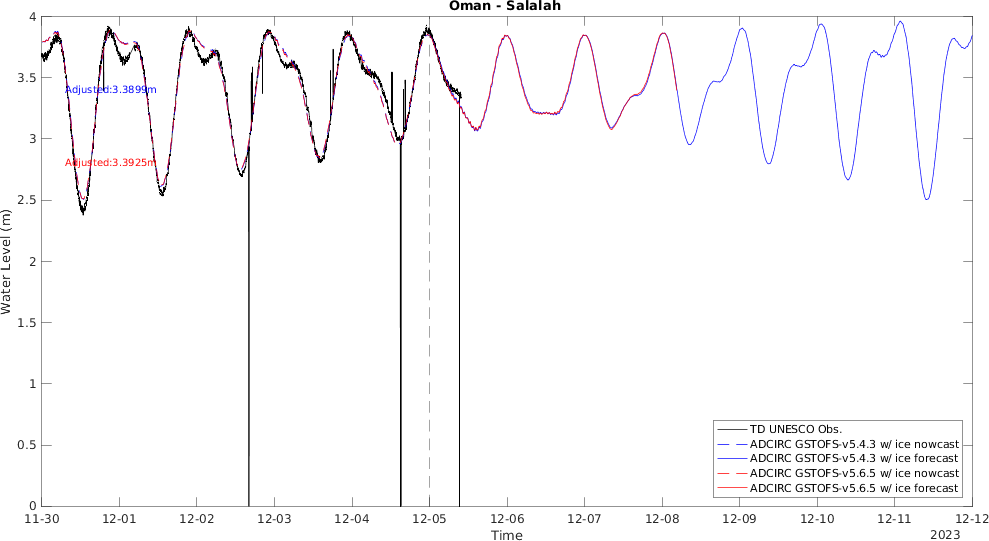 Oman - Salalah
4
3.5
3
2.5
2
1.5
1
0.5
0
Water Level (m)
Adjusted:3.3899m
Adjusted:3.3925m
TD UNESCO Obs.
ADCIRC GSTOFS-v5.4.3 w/ ice nowcast
ADCIRC GSTOFS-v5.4.3 w/ ice forecast
ADCIRC GSTOFS-v5.6.5 w/ ice nowcast
ADCIRC GSTOFS-v5.6.5 w/ ice forecast
11-30 12-01 12-02 12-03 12-04 12-05 12-06 12-07 12-08 12-09 12-10 12-11 12-12
Time
2023